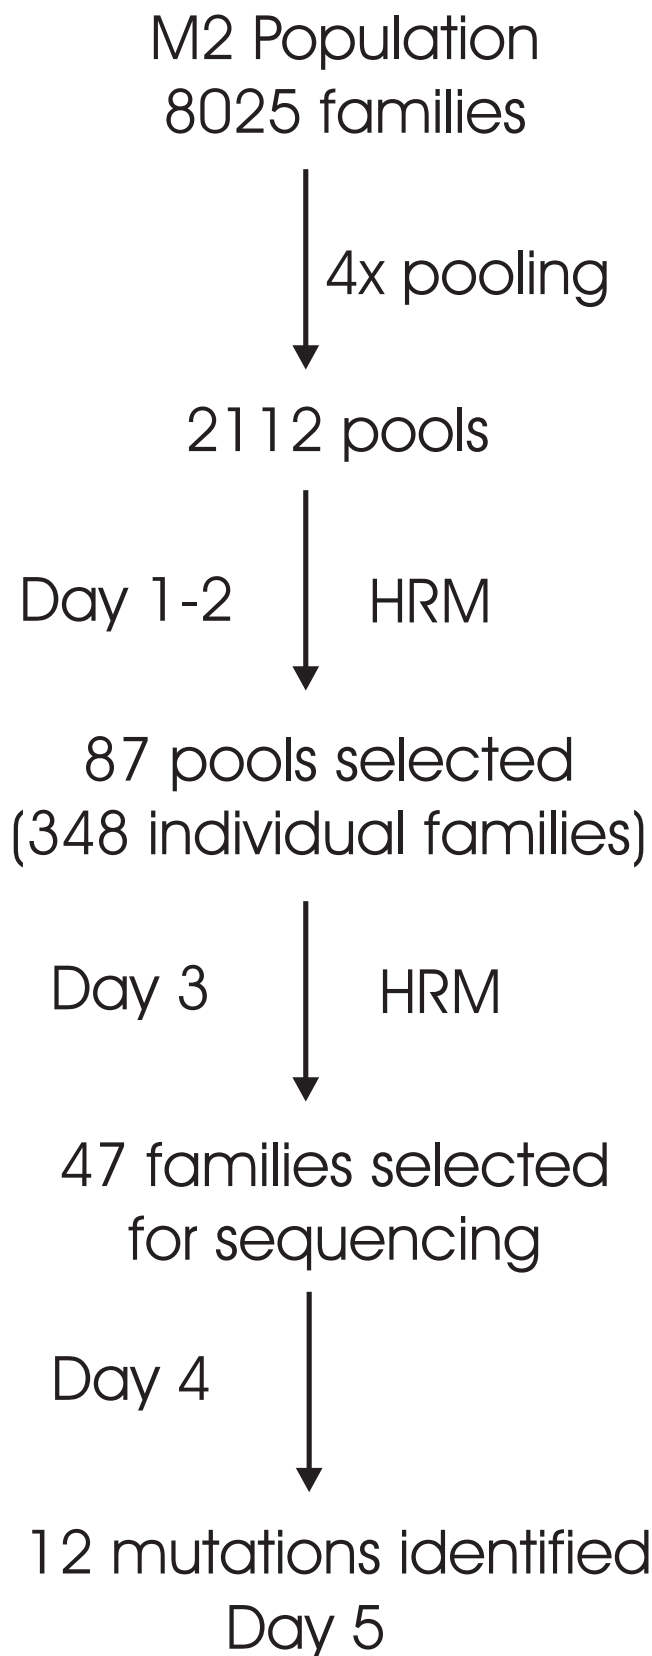 M2 Population
8025 families
4x pooling
2112 pools
Day 1-2
HRM
87 pools selected
(348 individual families)
Day 3
HRM
47 families selected
for sequencing
Day 4
12 mutations identified
Day 5